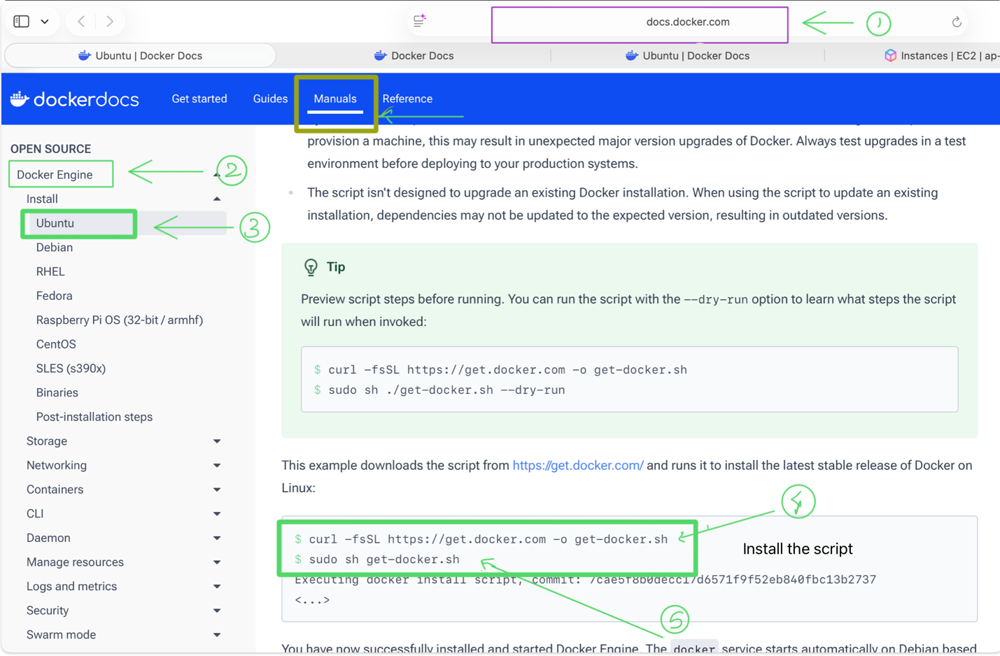 docs.docker.com
1
Ubuntu | Docker Docs
Docker Docs
Ubuntu | Docker Docs
Instances | EC2 | ap-
dockerdocs
Get started
Guides
Manuals
Reference
OPEN SOURCE
Docker Engine
2
Install
Ubuntu
3
Debian
RHEL
Fedora
Raspberry Pi OS (32-bit / armhf)
CentOS
SLES (s390x)
Binaries
Post-installation steps
Storage
Networking
Containers
CLI
Daemon
Manage resources
Logs and metrics
Security
Swarm mode
provision a machine, this may result in unexpected major version upgrades of Docker. Always test upgrades in a test
environment before deploying to your production systems.
• The script isn't designed to upgrade an existing Docker installation. When using the script to update an existing
installation, dependencies may not be updated to the expected version, resulting in outdated versions.
Tip
Preview script steps before running. You can run the script with the --dry-run option to learn what steps the script
will run when invoked:
$ curl -fsSL https://get.docker.com -o get-docker.sh
$ sudo sh ./get-docker.sh --dry-run
This example downloads the script from https://get.docker.com/ and runs it to install the latest stable release of Docker on
Linux:
4
$ curl -fsSL https://get.docker.com -o get-docker.sh
Install the script
$ sudo sh get-docker.sh
Executing docker install script, commit: 7cae5f8b0decc17d6571f9f52eb840fbc13b2737
<...>
5
You have now successfully installed and started Docker Engine. The docker service starts automatically on Debian based